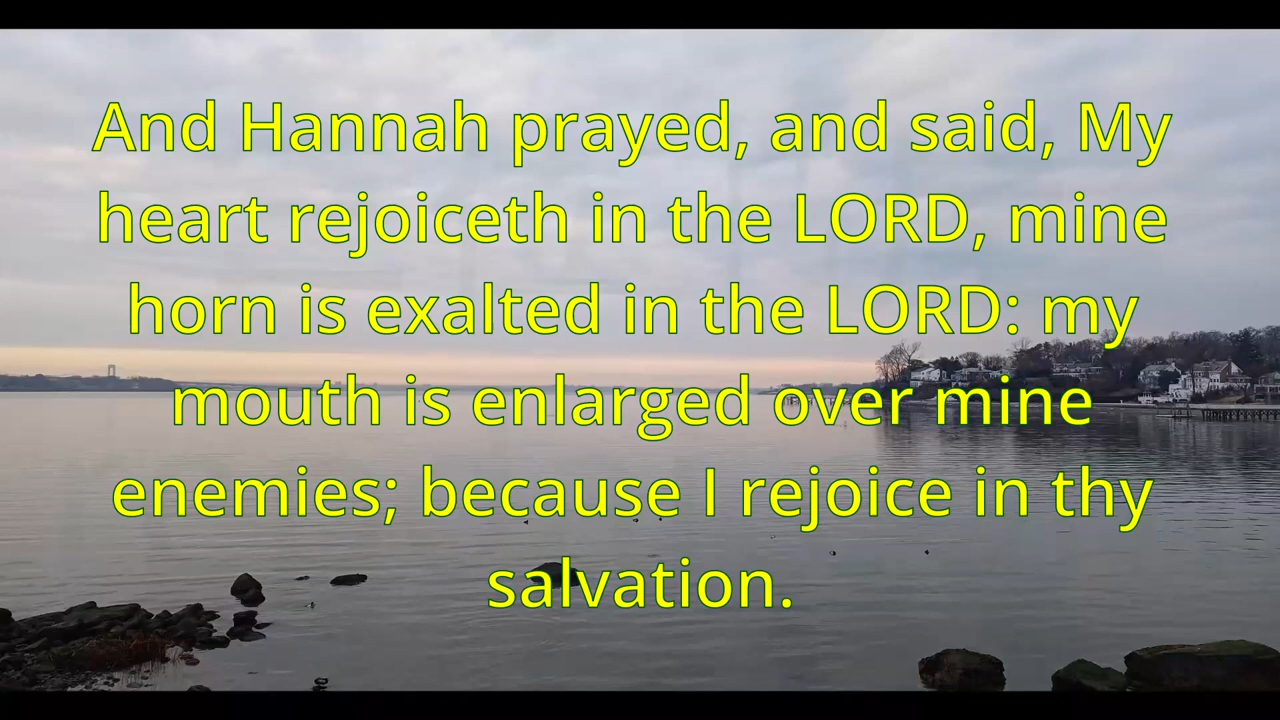 And Hannah prayed, and said, My
heart rejoiceth in the LORD, mine
horn is exalted in the LORD: my
mouth is enlarged over mine
enemies; because I rejoice in thy
salvation.